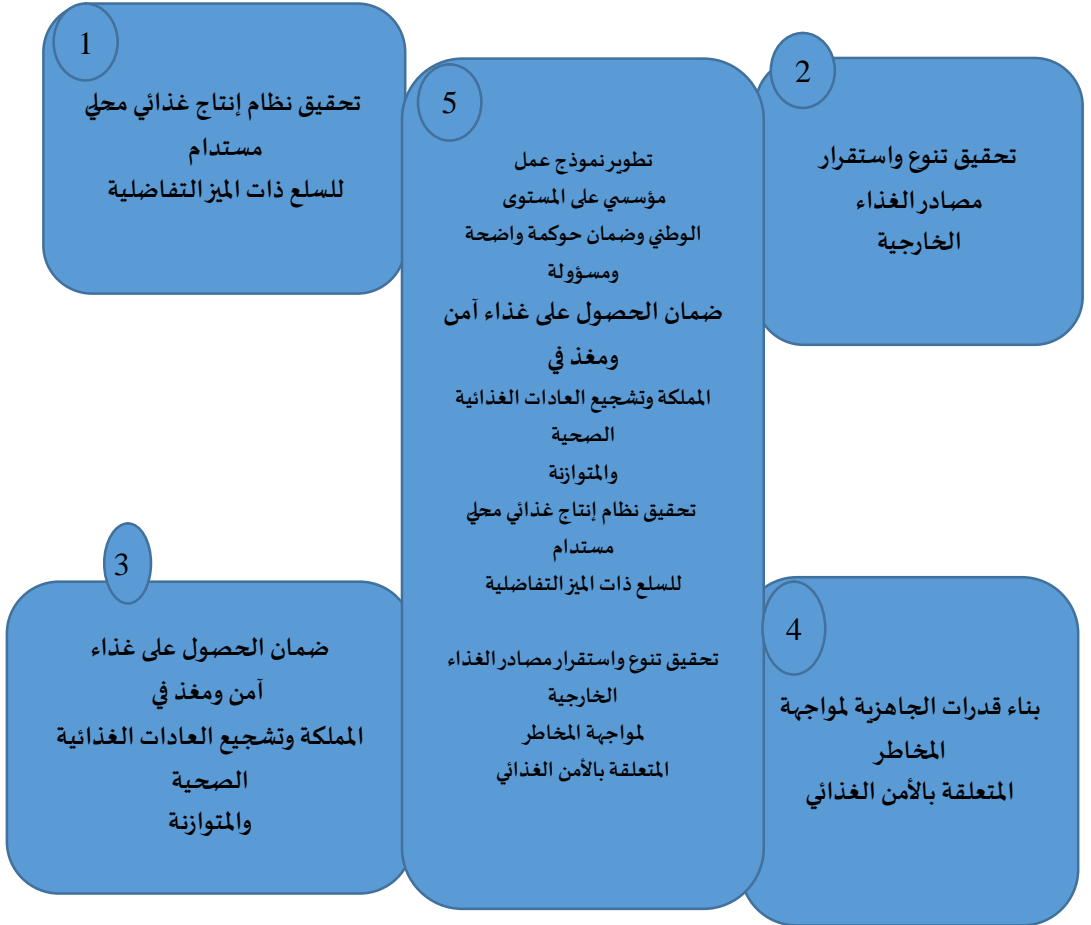 1
تحقيق نظام إنتاج غذائي محلي
مستدام
للسلع ذات الميز التفاضلية
2
تحقيق تنوع واستقرار
مصادر الغذاء
الخارجية
5
تطوير نموذج عمل
مؤسسي على المستوى
الوطني وضمان حوكمة واضحة
ومسؤولة
ضمان الحصول على غذاء آمن
ومغذ في
المملكة وتشجيع العادات الغذائية
الصحية
والمتوازنة
تحقيق نظام إنتاج غذائي محلي
مستدام
للسلع ذات الميز التفاضلية
تحقيق تنوع واستقرار مصادر الغذاء
الخارجية
لمواجهة المخاطر
المتعلقة بالأمن الغذائي
3
ضمان الحصول على غذاء
آمن ومغذ في
المملكة وتشجيع العادات الغذائية
الصحية
والمتوازنة
4
بناء قدرات الجاهزية لمواجهة
المخاطر
المتعلقة بالأمن الغذائي